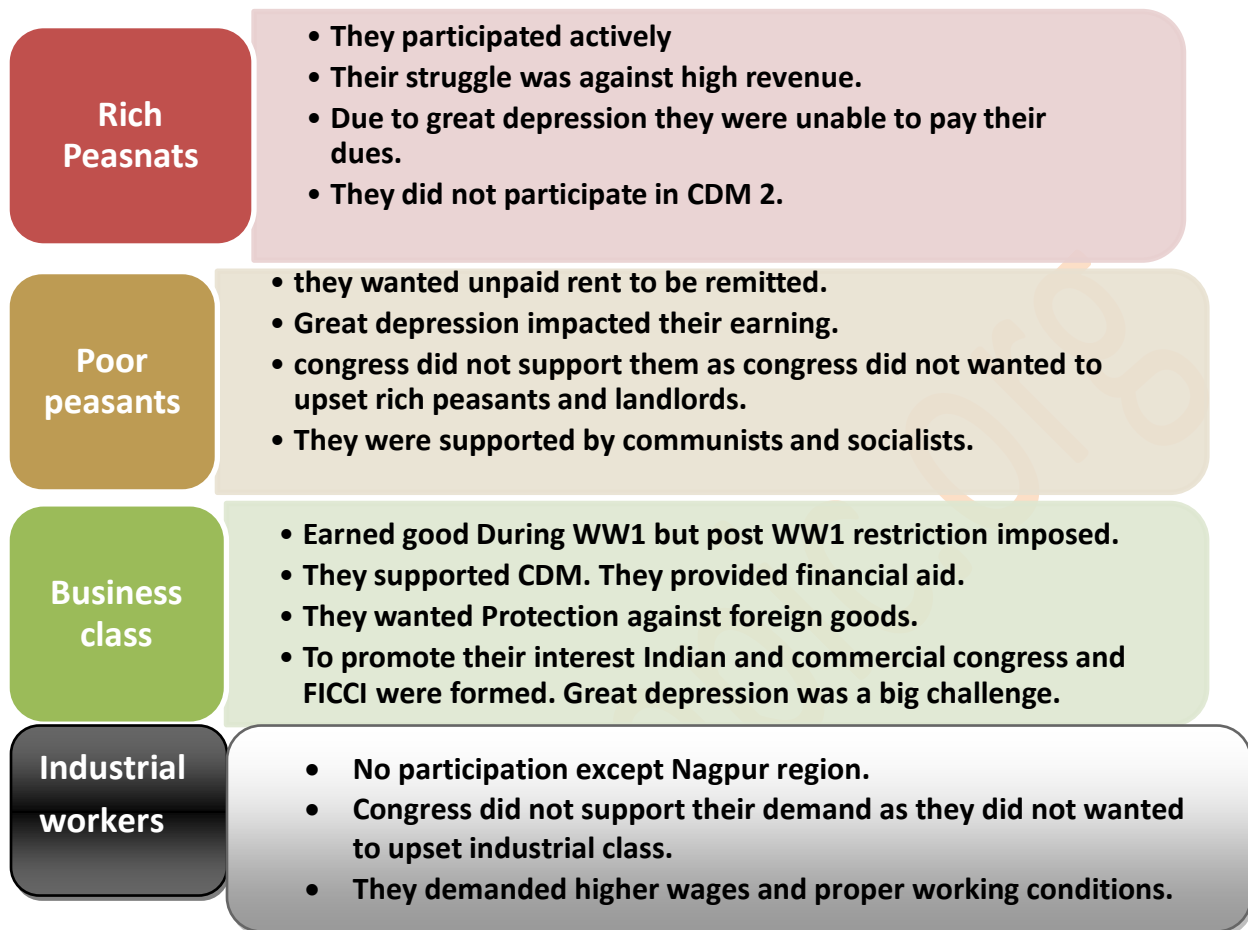 Rich
Peasnats
• They participated actively
• Their struggle was against high revenue.
• Due to great depression they were unable to pay their
dues.
• They did not participate in CDM 2.
Poor
peasants
• they wanted unpaid rent to be remitted.
• Great depression impacted their earning.
• congress did not support them as congress did not wanted to
upset rich peasants and landlords.
• They were supported by communists and socialists.
Business
class
• Earned good During WW1 but post WW1 restriction imposed.
• They supported CDM. They provided financial aid.
• They wanted Protection against foreign goods.
• To promote their interest Indian and commercial congress and
FICCI were formed. Great depression was a big challenge.
Industrial
workers
• No participation except Nagpur region.
• Congress did not support their demand as they did not wanted
to upset industrial class.
• They demanded higher wages and proper working conditions.